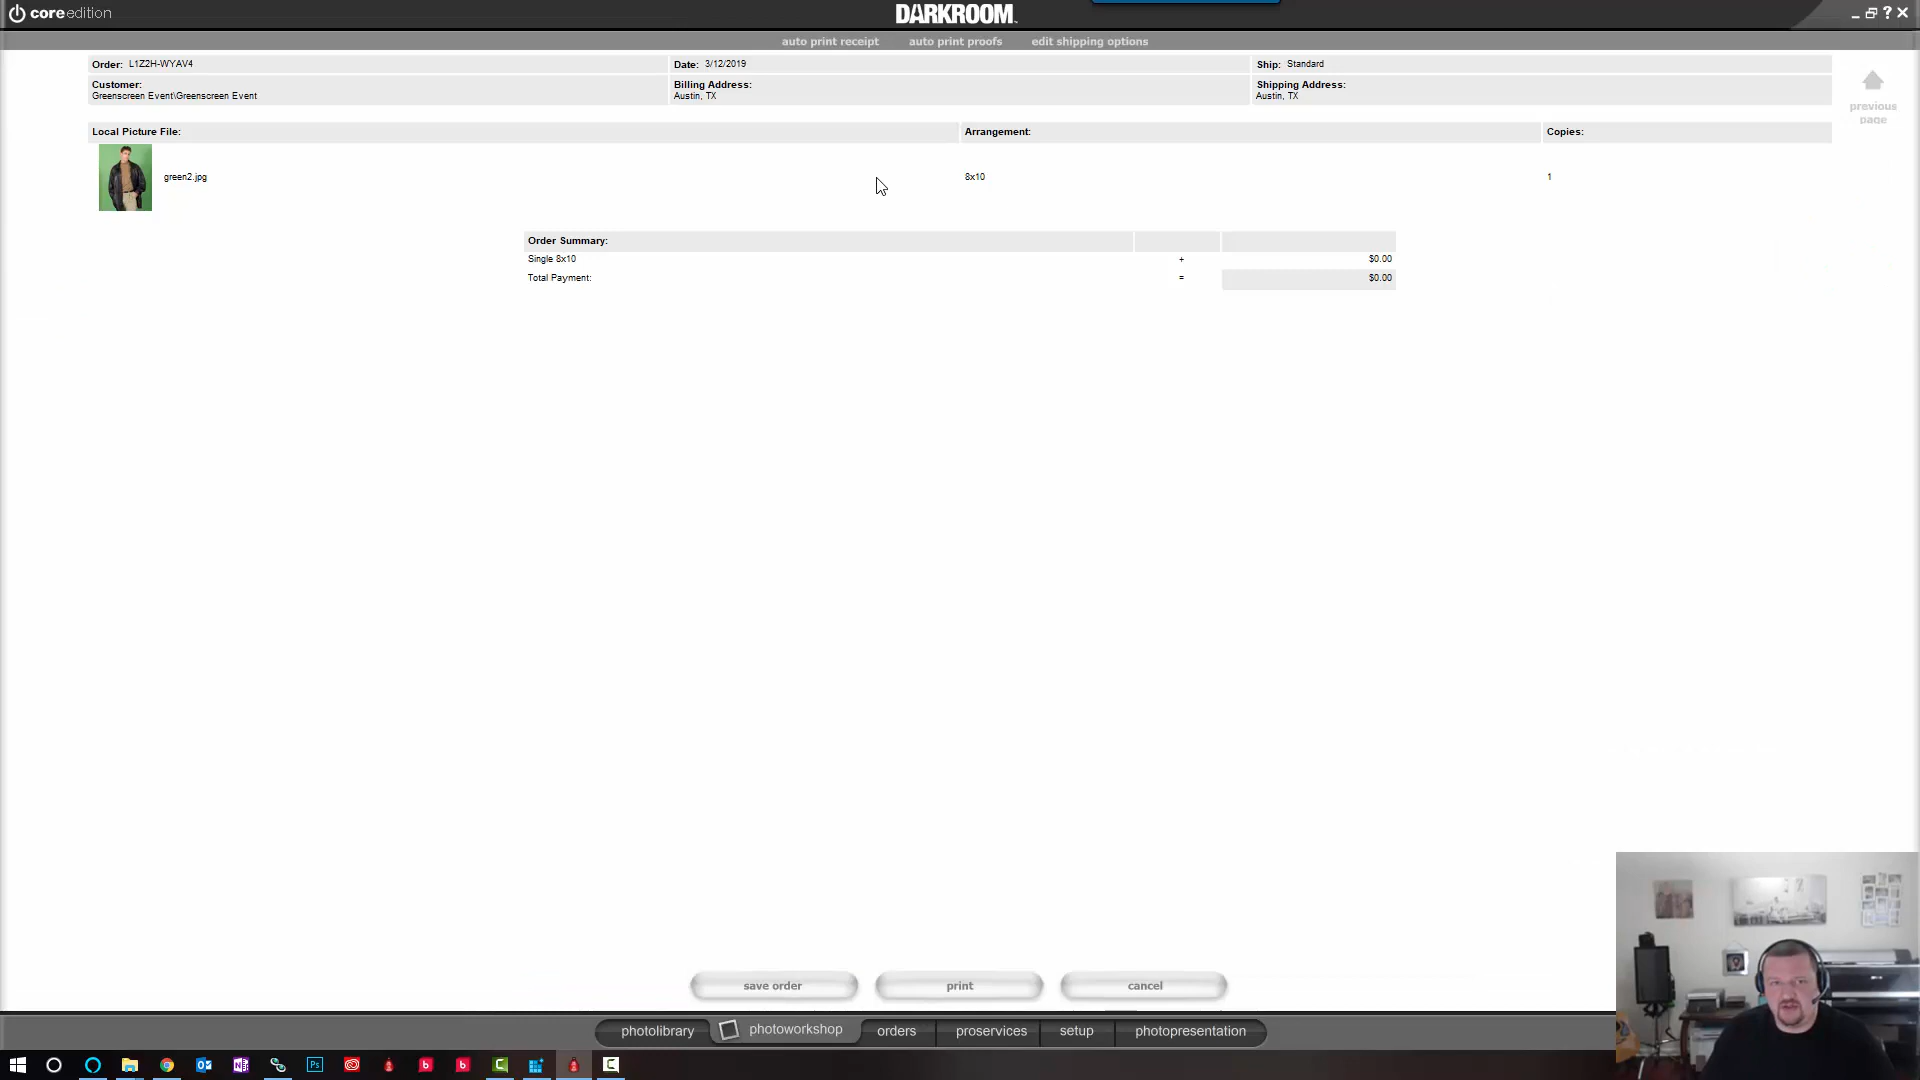 coreedition
DARKROOM
auto print receipt auto print proofs edit shipping options
Order: L1Z2H-WYAV4 Date: 3/12/2019 Ship: Standard
Customer: Billing Address: Shipping Address:
Greenscreen Event\Greenscreen Event Austin, TX Austin, TX
previous
page
Local Picture File: Arrangement: Copies:
green2.jpg 8x10 1
Order Summary:
Single 8x10 + $0.00
Total Payment: = $0.00
save order print cancel
photolibrary photoworkshop orders proservices setup photopresentation